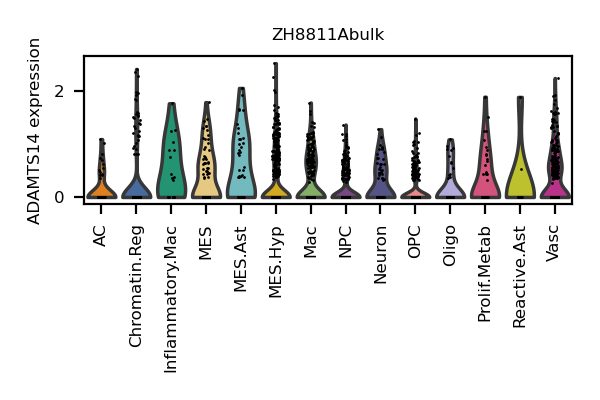 ZH8811Abulk
ADAMTS14 expression
2
0
AC
Chromatin.Reg
Inflammatory.Mac
MES
MES.Ast
MES.Hyp
Mac
NPC
Neuron
OPC
Oligo
Prolif.Metab
Reactive.Ast
Vasc